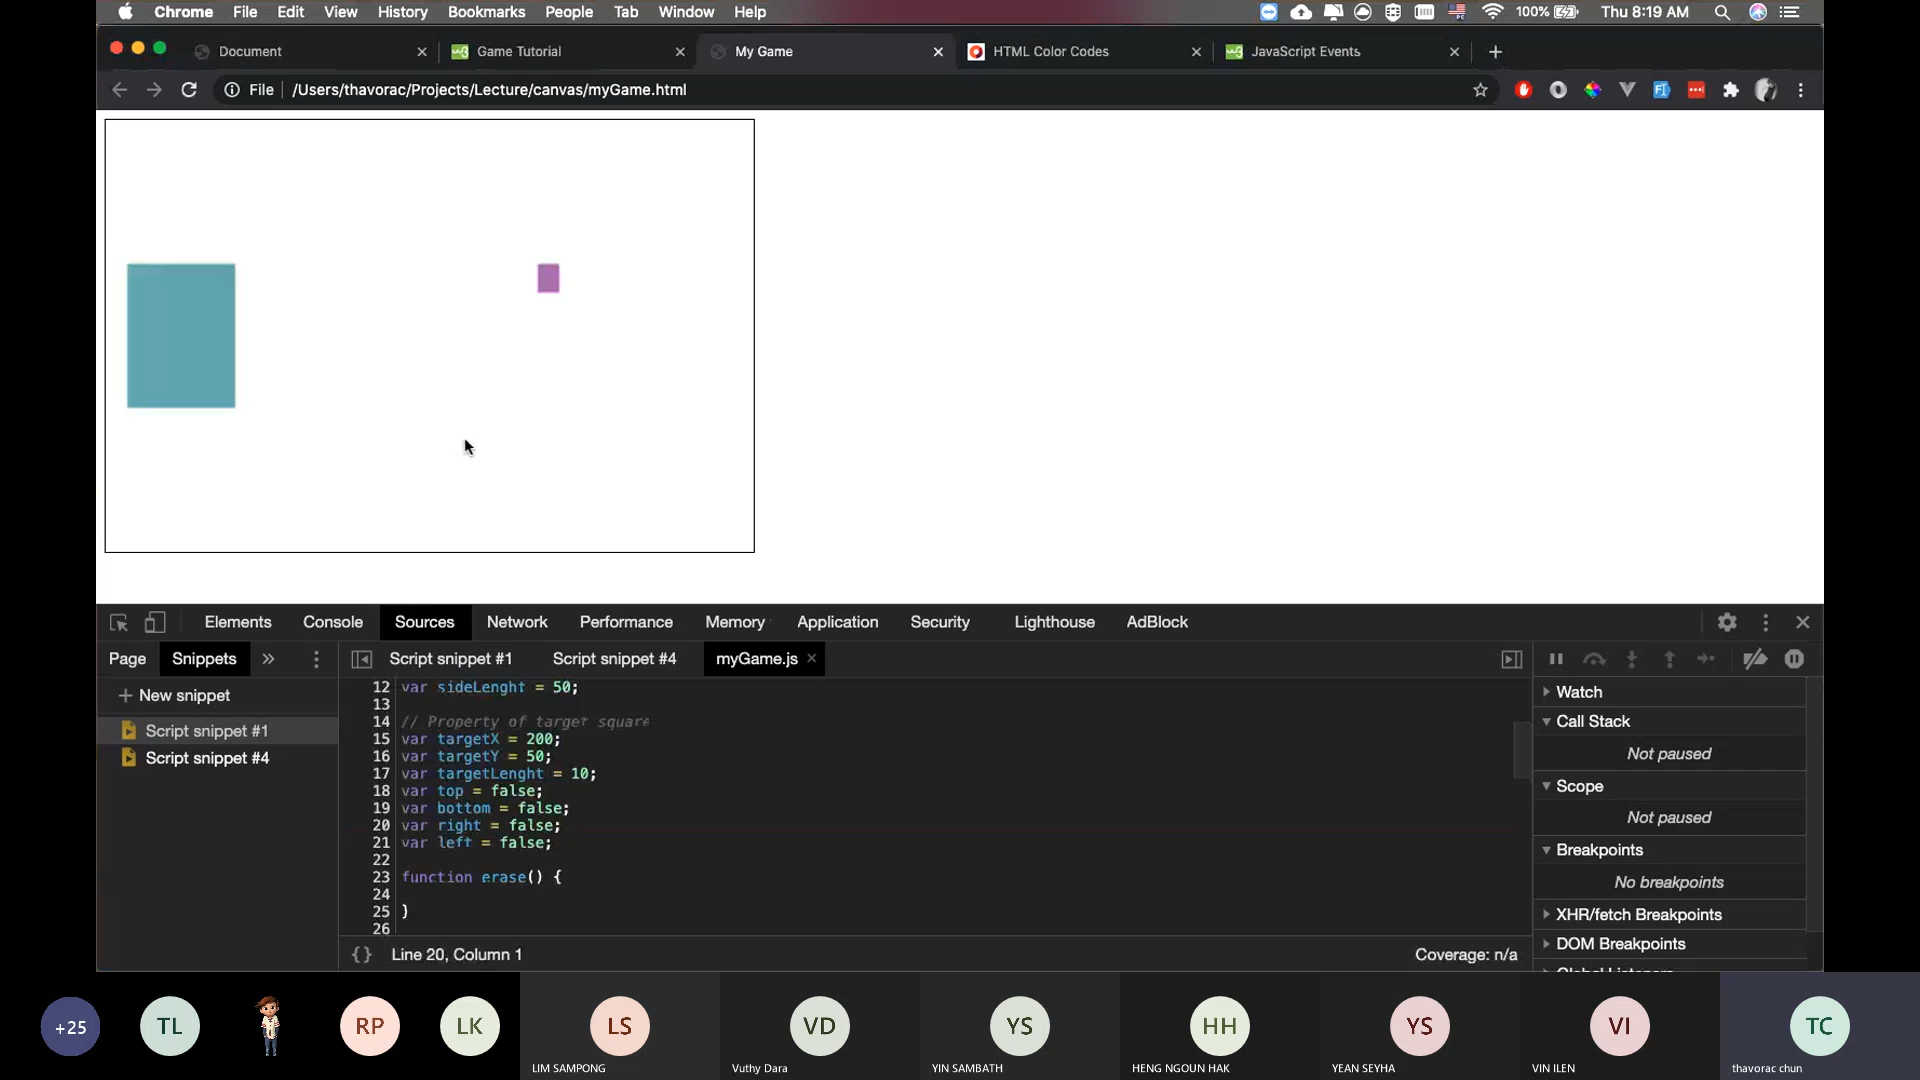 Chrome File Edit View History Bookmarks People Tab Window Help 100% Thu 8:19 AM
Document Game Tutorial My Game HTML Color Codes JavaScript Events
File /Users/thavorac/Projects/Lecture/canvas/myGame.html
Elements Console Sources Network Performance Memory Application Security Lighthouse AdBlock
Page Snippets » Script snippet #1 Script snippet #4 myGame.js
+ New snippet
Script snippet #1
Script snippet #4
12 var sideLenght = 50;
13
14 // Property of target square
15 var targetX = 200;
16 var targetY = 50;
17 var targetLenght = 10;
18 var top = false;
19 var bottom = false;
20 var right = false;
21 var left = false;
22
23 function erase() {
24
25 }
26
{} Line 20, Column 1 Coverage: n/a
Watch
Call Stack
Not paused
Scope
Not paused
Breakpoints
No breakpoints
XHR/fetch Breakpoints
DOM Breakpoints
Global Listeners
+25 TL RP LK LS VD YS HH YS VI TC
LIM SAMPONG Vuthy Dara YIN SAMBATH HENG NGOUN HAK YEAN SEYHA VIN ILEN thavorac chun